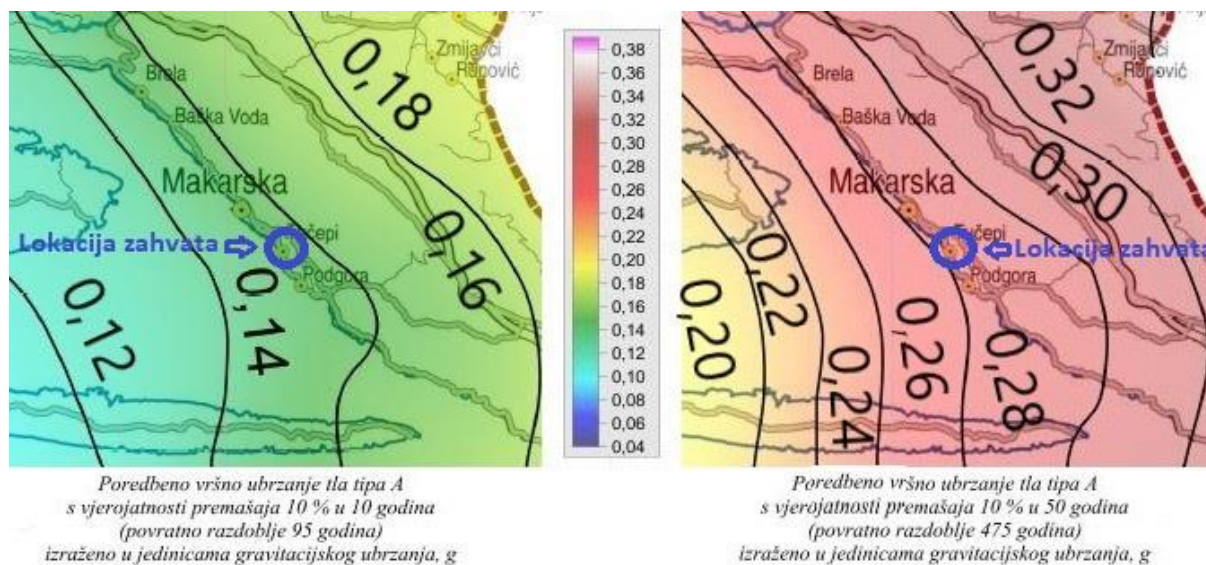 Zmijavci
Runović
Brela
0,18
Baška Voda
Makarska
Lokacija zahvata
Podgora
0,16
0,14
0,12
0,38
0,36
0,34
0,32
0,30
0,28
0,26
0,24
0,22
0,20
0,18
0,16
0,14
0,12
0,10
0,08
0,06
0,04
Zmijavci
Runović
Brela
0,32
Baška Voda
0,30
Makarska
Tučepi
Lokacija zahvata
Podgora
0,22
0,20
0,24
0,26
0,28
Poredbeno vršno ubrzanje tla tipa A
s vjerojatnosti premašaja 10 % u 10 godina
(povratno razdoblje 95 godina)
izraženo u jedinicama gravitacijskog ubrzanja, g
Poredbeno vršno ubrzanje tla tipa A
s vjerojatnosti premašaja 10 % u 50 godina
(povratno razdoblje 475 godina)
izraženo u jedinicama gravitacijskog ubrzanja, g